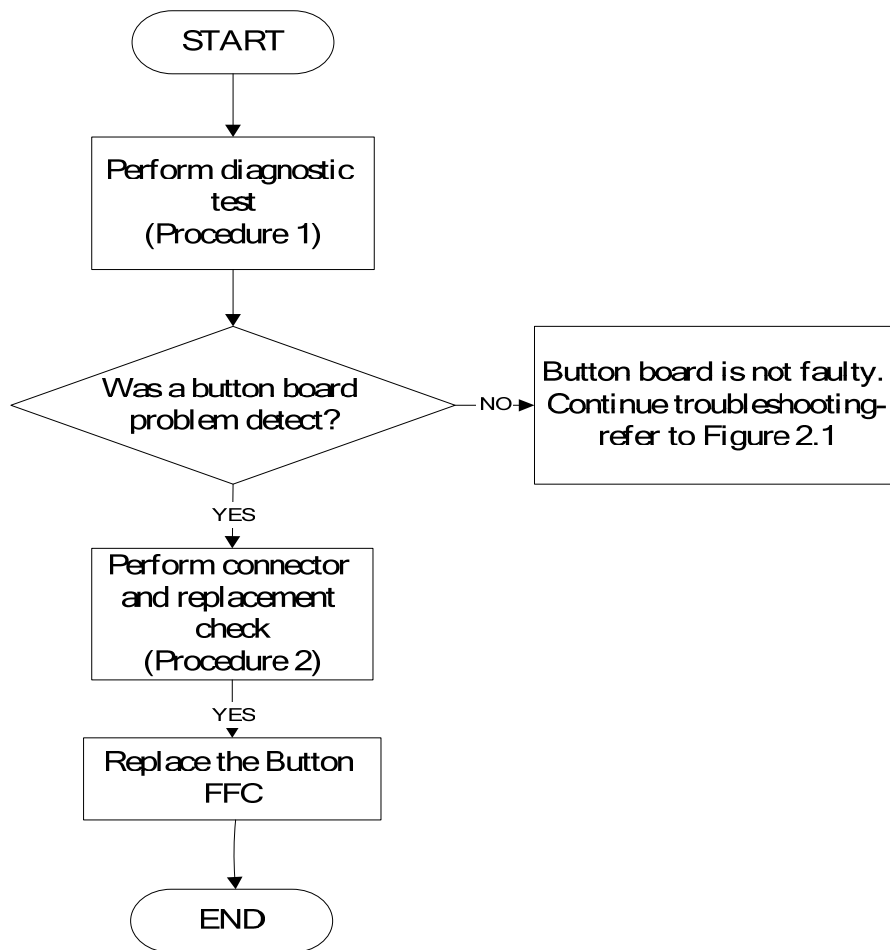 START
Perform diagnostic
test
(Procedure 1)
Was a button board
problem detect?
NO
Button board is not faulty.
Continue troubleshooting-
refer to Figure 2.1
YES
Perform connector
and replacement
check
(Procedure 2)
YES
Replace the Button
FFC
END